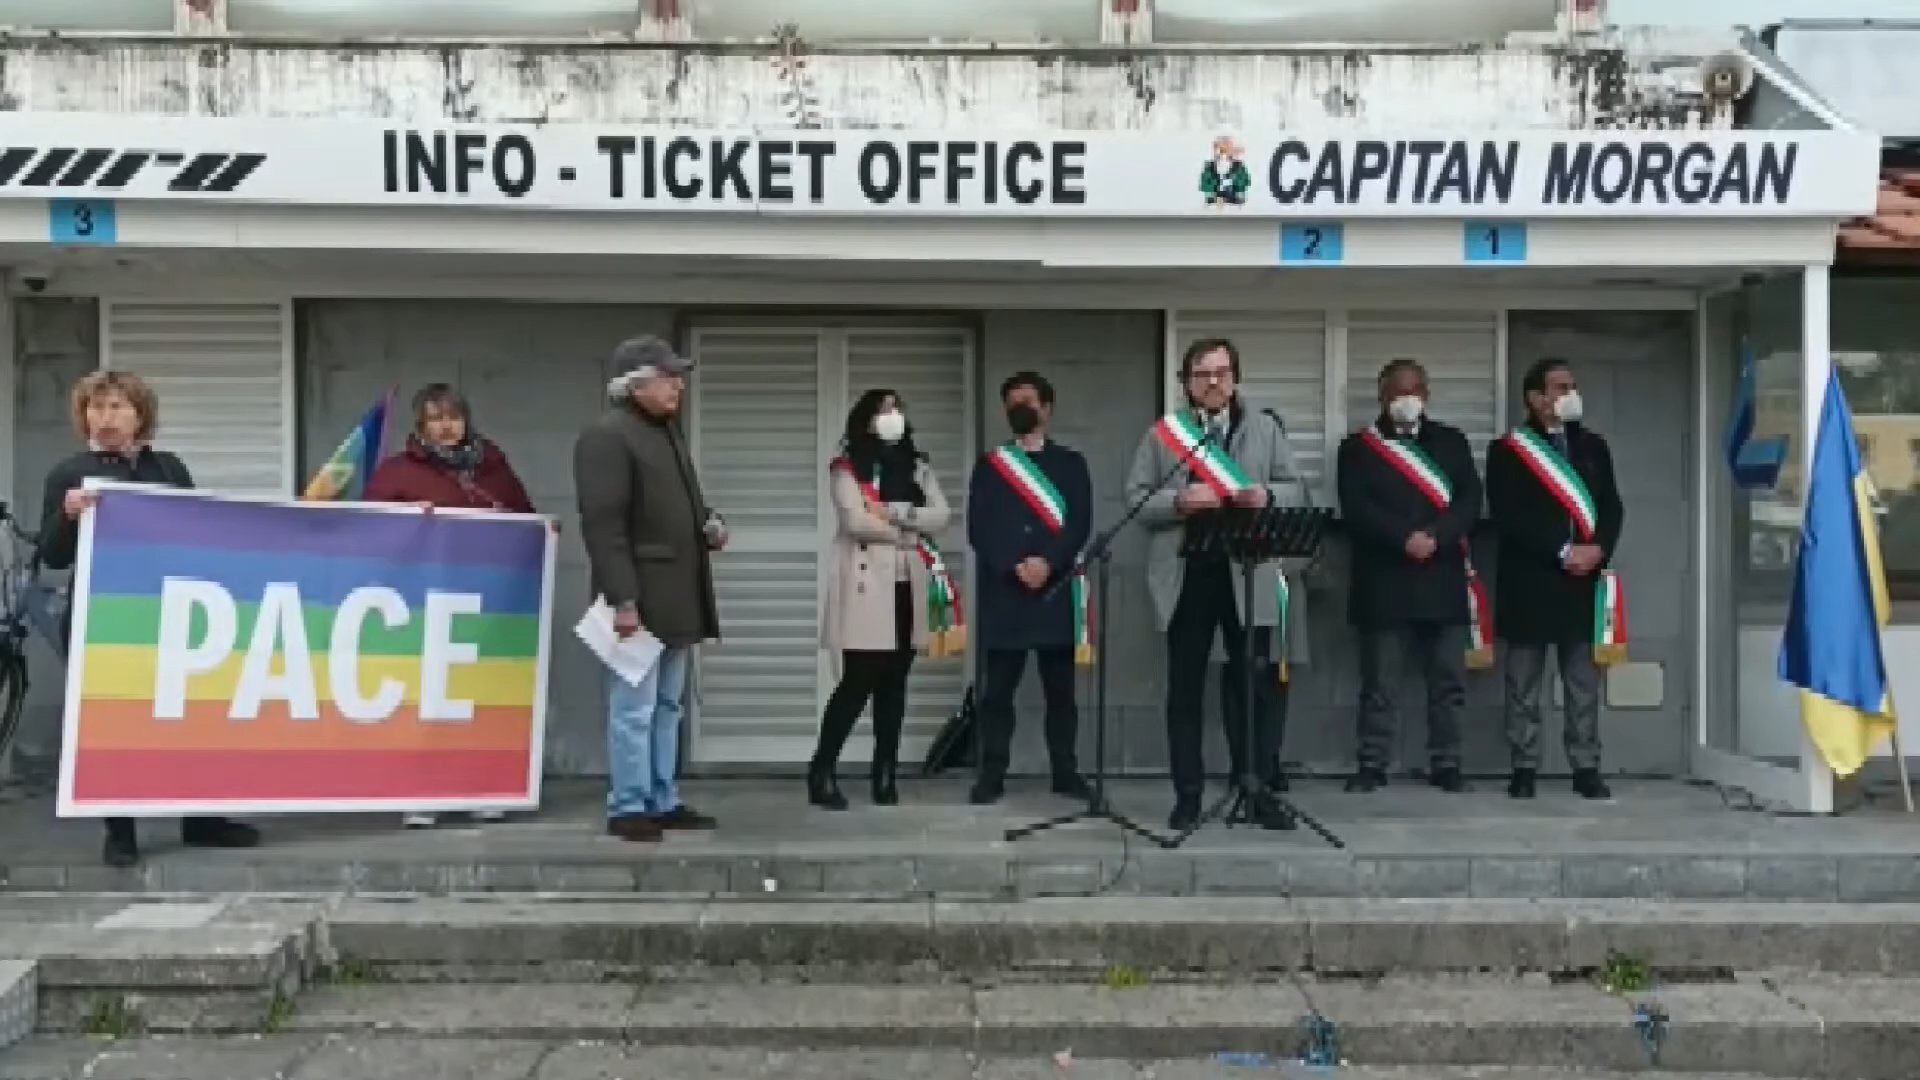 INFO - TICKET OFFICE
CAPITAN MORGAN
3
2
1
PACE